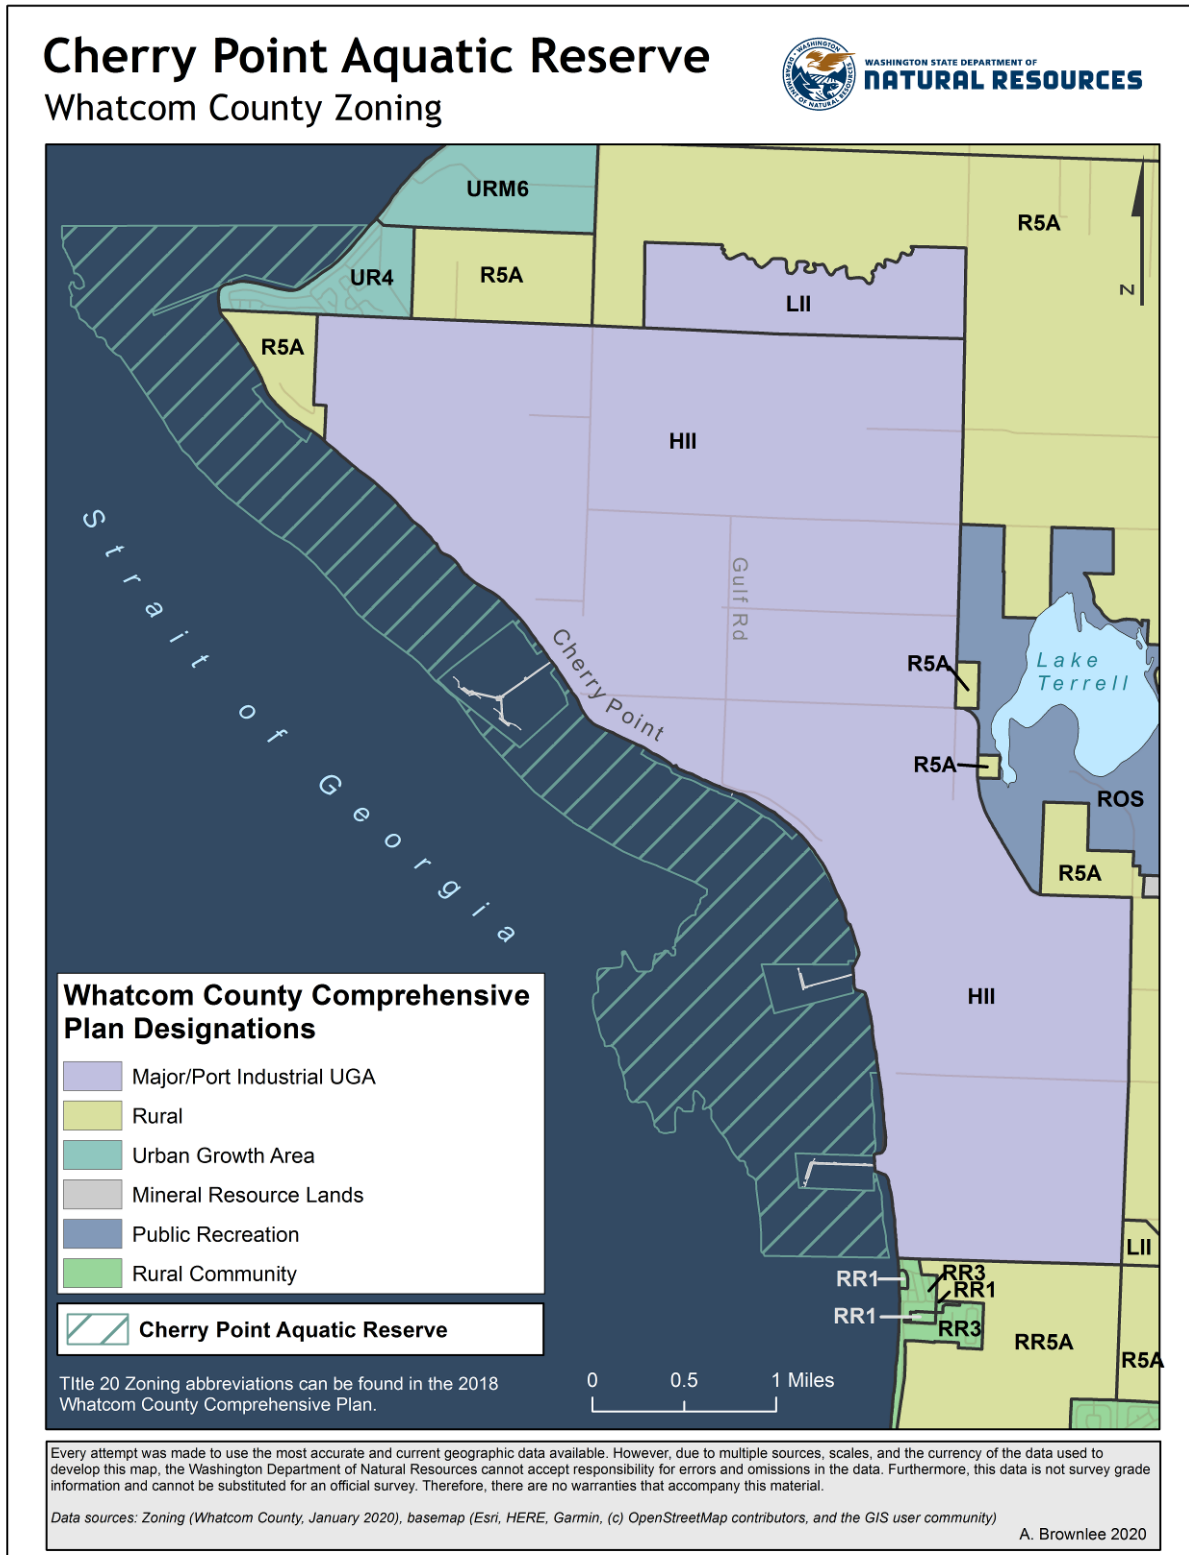 Cherry Point Aquatic Reserve
Whatcom County Zoning
WASHINGTON STATE DEPARTMENT OF
NATURAL RESOURCES
WASHINGTON
DEPARTMENT OF NATURAL RESOURCES
URM6
R5A
UR4
R5A
LII
Z
R5A
HII
Strait of Georgia
Gulf Rd
Cherry Point
R5A
Lake
Terrell
R5A
ROS
R5A
HII
LII
RR1
RR3
RR1
RR1
RR3
RR5A
R5A
Whatcom County Comprehensive
Plan Designations
Major/Port Industrial UGA
Rural
Urban Growth Area
Mineral Resource Lands
Public Recreation
Rural Community
Cherry Point Aquatic Reserve
TItle 20 Zoning abbreviations can be found in the 2018
Whatcom County Comprehensive Plan.
0 0.5 1 Miles
Every attempt was made to use the most accurate and current geographic data available. However, due to multiple sources, scales, and the currency of the data used to
develop this map, the Washington Department of Natural Resources cannot accept responsibility for errors and omissions in the data. Furthermore, this data is not survey grade
information and cannot be substituted for an official survey. Therefore, there are no warranties that accompany this material.
Data sources: Zoning (Whatcom County, January 2020), basemap (Esri, HERE, Garmin, (c) OpenStreetMap contributors, and the GIS user community)
A. Brownlee 2020